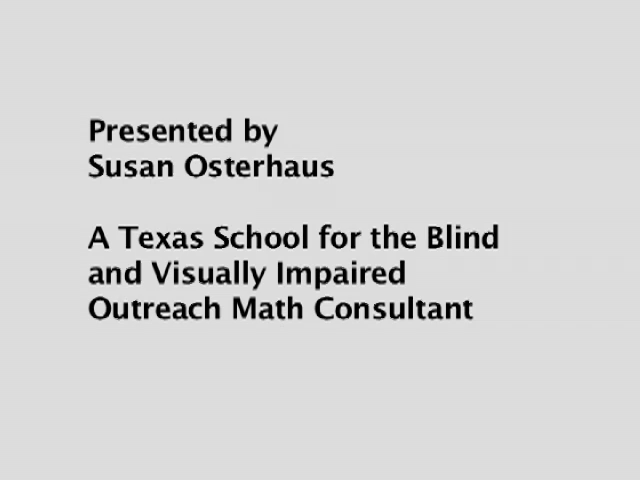 Presented by
Susan Osterhaus
A Texas School for the Blind
and Visually Impaired
Outreach Math Consultant